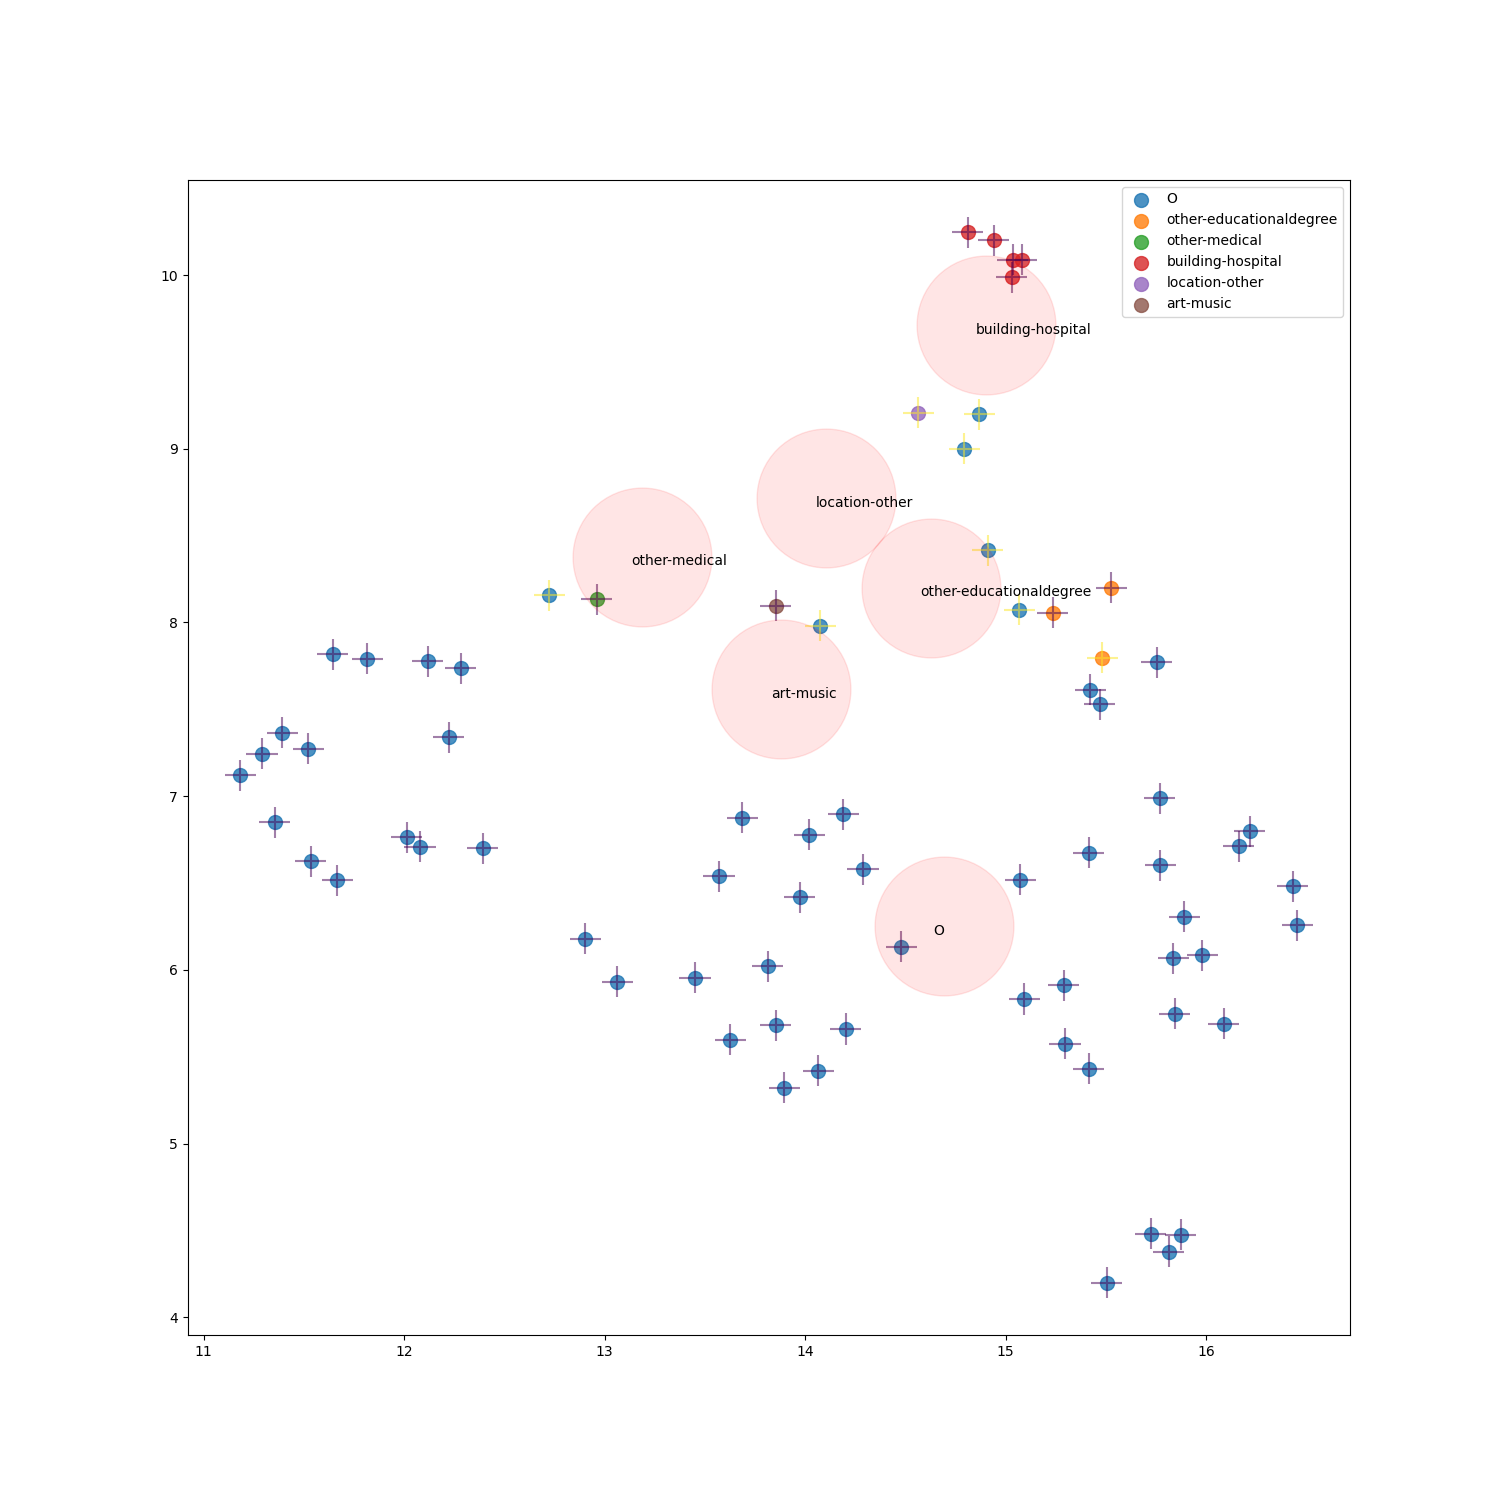 O
other-educationaldegree
other-medical
building-hospital
location-other
art-music
10
building-hospital
9
location-other
other-medical
other-educationaldegree
8
art-music
7
O
6
5
4
11 12 13 14 15 16